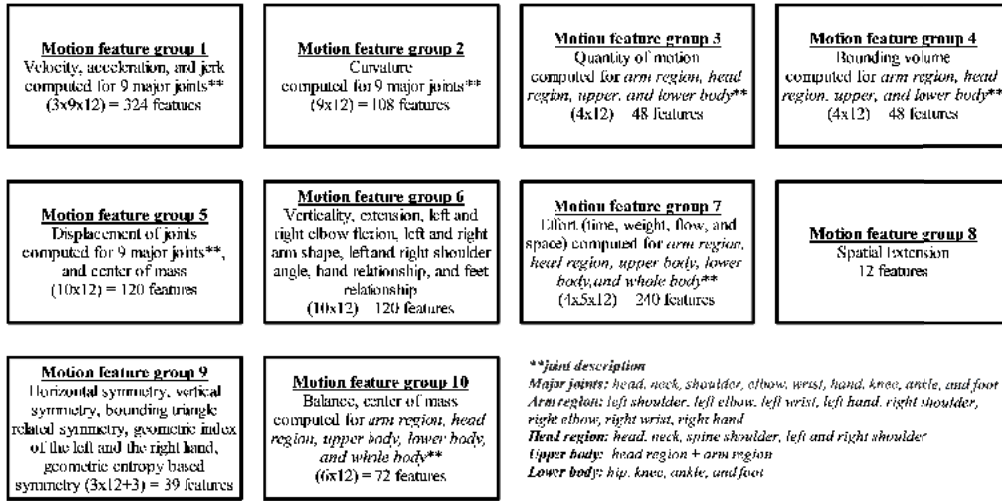 Motion feature group 1
Velocity, acceleration, and jerk
computed for 9 major joints**
(3x9x12) = 324 features
Motion feature group 2
Curvature
computed for 9 major joints**
(9x12) = 108 features
Motion feature group 3
Quantity of motion
computed for arm region, head
region, upper, and lower body**
(4x12) 48 features
Motion feature group 4
Bounding volume
computed for arm region, head
region, upper, and lower body**
(4x12) 48 features
Motion feature group 5
Displacement of joints
computed for 9 major joints**,
and center of mass
(10x12) = 120 features
Motion feature group 6
Verticality, extension, left and
right elbow flexion, left and right
arm shape, left and right shoulder
angle, hand relationship, and feet
relationship
(10x12) 120 features
Motion feature group 7
Effort (time, weight, flow, and
space) computed for arm region,
head region, upper body, lower
body, and whole body**
(4x5x12) 240 features
Motion feature group 8
Spatial Extension
12 features
Motion feature group 9
Horizontal symmetry, vertical
symmetry, bounding triangle
related symmetry, geometric index
of the left and the right hand,
geometric entropy based
symmetry (3x12+3) = 39 features
Motion feature group 10
Balance, center of mass
computed for arm region, head
region, upper body, lower body,
and whole body**
(6x12) = 72 features
**joint description
Major joints: head, neck, shoulder, elbow, wrist, hand, knee, ankle, and foot
Arm region: left shoulder, left elbow, left wrist, left hand, right shoulder,
right elbow, right wrist, right hand
Head region: head, neck, spine shoulder, left and right shoulder
Upper body: head region + arm region
Lower body: hip, knee, ankle, and foot